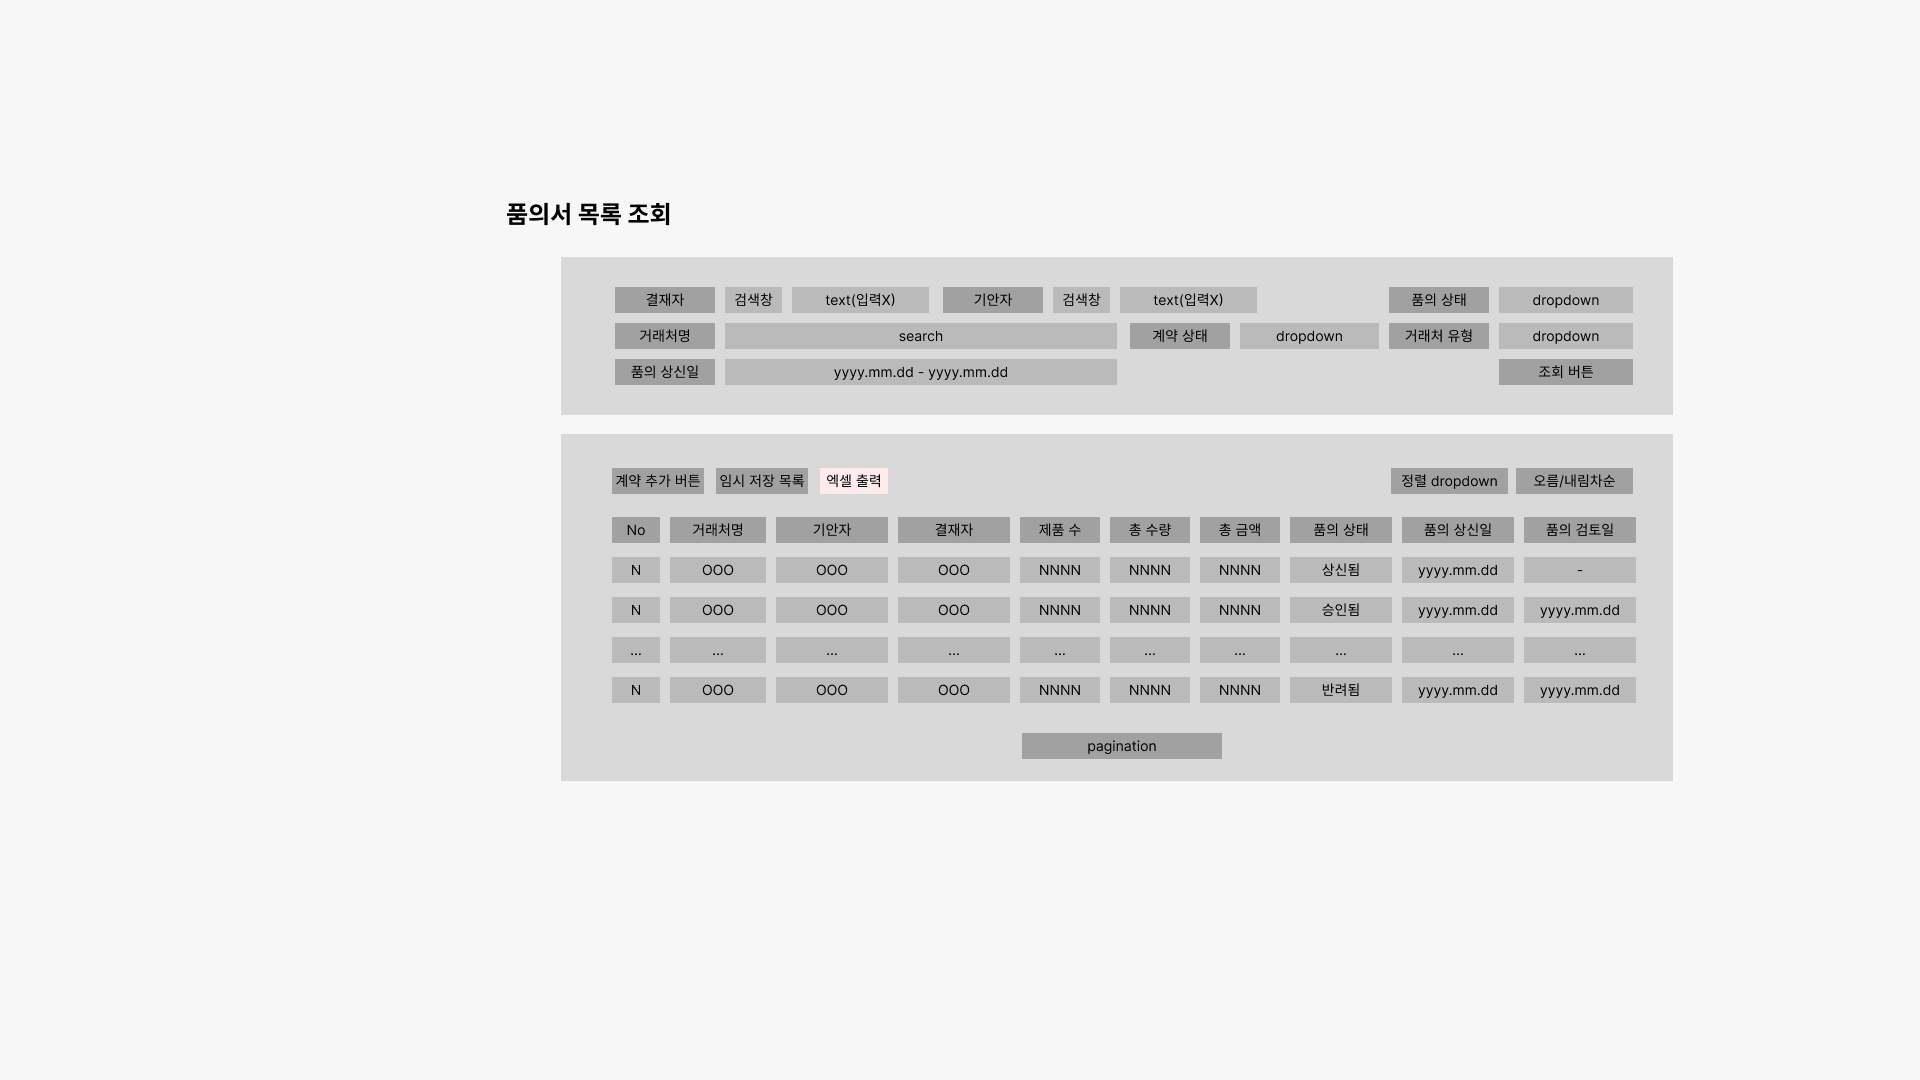 품의서 목록 조회
결재자 검색창 text(입력X) 기안자 검색창 text(입력X) 품의 상태 dropdown
거래처명 search 계약 상태 dropdown 거래처 유형 dropdown
품의 상신일 yyyy.mm.dd - yyyy.mm.dd 조회 버튼
계약 추가 버튼 임시 저장 목록 엑셀 출력 정렬 dropdown 오름/내림차순
No 거래처명 기안자 결재자 제품 수 총 수량 총 금액 품의 상태 품의 상신일 품의 검토일
N OOO OOO OOO NNNN NNNN NNNN 상신됨 yyyy.mm.dd -
N OOO OOO OOO NNNN NNNN NNNN 승인됨 yyyy.mm.dd yyyy.mm.dd
... ... ... ... ... ... ... ... ... ...
N OOO OOO OOO NNNN NNNN NNNN 반려됨 yyyy.mm.dd yyyy.mm.dd
pagination